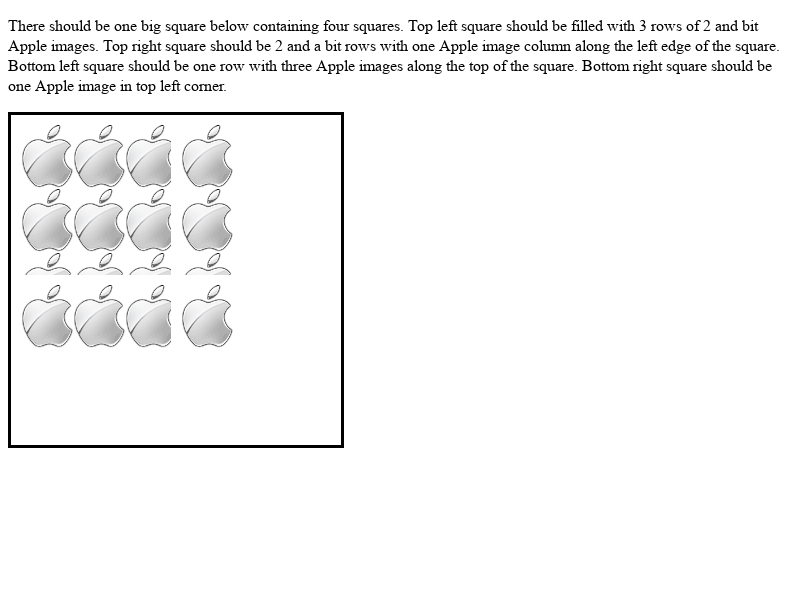 There should be one big square below containing four squares. Top left square should be filled with 3 rows of 2 and bit
Apple images. Top right square should be 2 and a bit rows with one Apple image column along the left edge of the square.
Bottom left square should be one row with three Apple images along the top of the square. Bottom right square should be
one Apple image in top left corner.